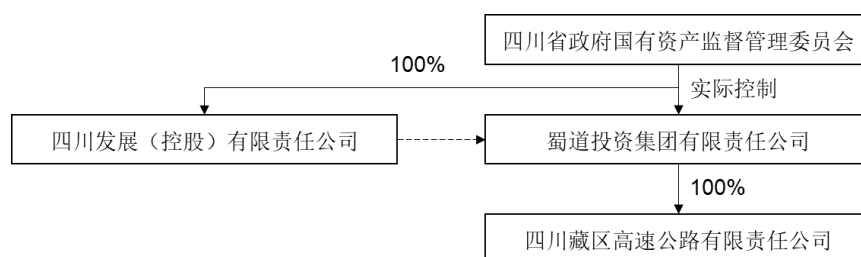 四川省政府国有资产监督管理委员会
100%
实际控制
四川发展（控股）有限责任公司
蜀道投资集团有限责任公司
100%
四川藏区高速公路有限责任公司